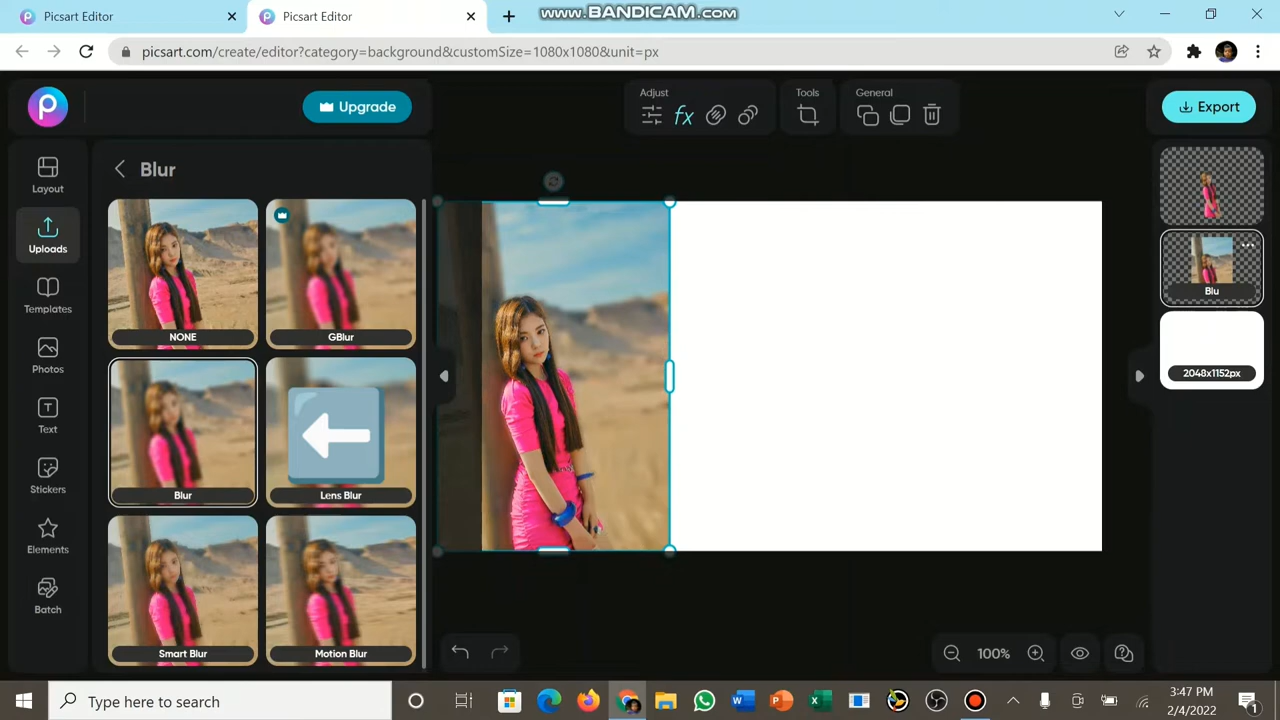 Picsart Editor
Picsart Editor
www.BANDICAM.com
picsart.com/create/editor?category=background&customSize=1080x1080&unit=px
Upgrade
Adjust
fx
Tools
General
Export
Layout
Uploads
Templates
Photos
Text
Stickers
Elements
Batch
Blur
NONE
GBlur
Blur
Lens Blur
Smart Blur
Motion Blur
Blu
2048x1152px
100%
Type here to search
3:47 PM
2/4/2022
1